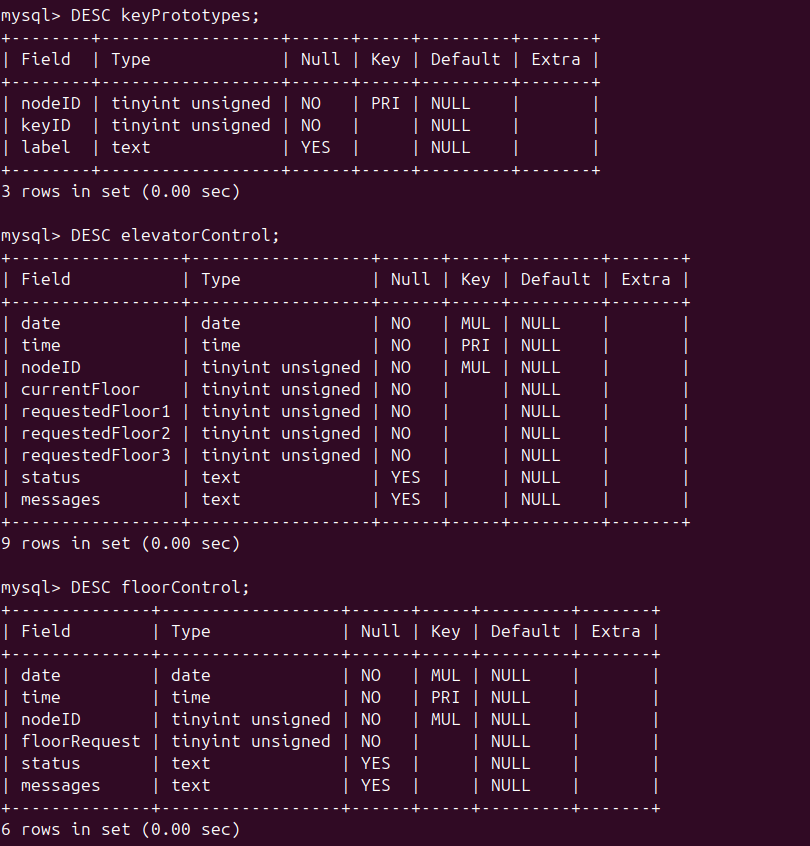 mysql> DESC keyPrototypes;
+--------+------------------+------+-----+---------+-------+
| Field  | Type             | Null | Key | Default | Extra |
+--------+------------------+------+-----+---------+-------+
| nodeID | tinyint unsigned | NO   | PRI | NULL    |       |
| keyID  | tinyint unsigned | NO   |     | NULL    |       |
| label  | text             | YES  |     | NULL    |       |
+--------+------------------+------+-----+---------+-------+
3 rows in set (0.00 sec)

mysql> DESC elevatorControl;
+-----------------+------------------+------+-----+---------+-------+
| Field           | Type             | Null | Key | Default | Extra |
+-----------------+------------------+------+-----+---------+-------+
| date            | date             | NO   | MUL | NULL    |       |
| time            | time             | NO   | PRI | NULL    |       |
| nodeID          | tinyint unsigned | NO   | MUL | NULL    |       |
| currentFloor    | tinyint unsigned | NO   |     | NULL    |       |
| requestedFloor1 | tinyint unsigned | NO   |     | NULL    |       |
| requestedFloor2 | tinyint unsigned | NO   |     | NULL    |       |
| requestedFloor3 | tinyint unsigned | NO   |     | NULL    |       |
| status          | text             | YES  |     | NULL    |       |
| messages        | text             | YES  |     | NULL    |       |
+-----------------+------------------+------+-----+---------+-------+
9 rows in set (0.00 sec)

mysql> DESC floorControl;
+--------------+------------------+------+-----+---------+-------+
| Field        | Type             | Null | Key | Default | Extra |
+--------------+------------------+------+-----+---------+-------+
| date         | date             | NO   | MUL | NULL    |       |
| time         | time             | NO   | PRI | NULL    |       |
| nodeID       | tinyint unsigned | NO   | MUL | NULL    |       |
| floorRequest | tinyint unsigned | NO   |     | NULL    |       |
| status       | text             | YES  |     | NULL    |       |
| messages     | text             | YES  |     | NULL    |       |
+--------------+------------------+------+-----+---------+-------+
6 rows in set (0.00 sec)